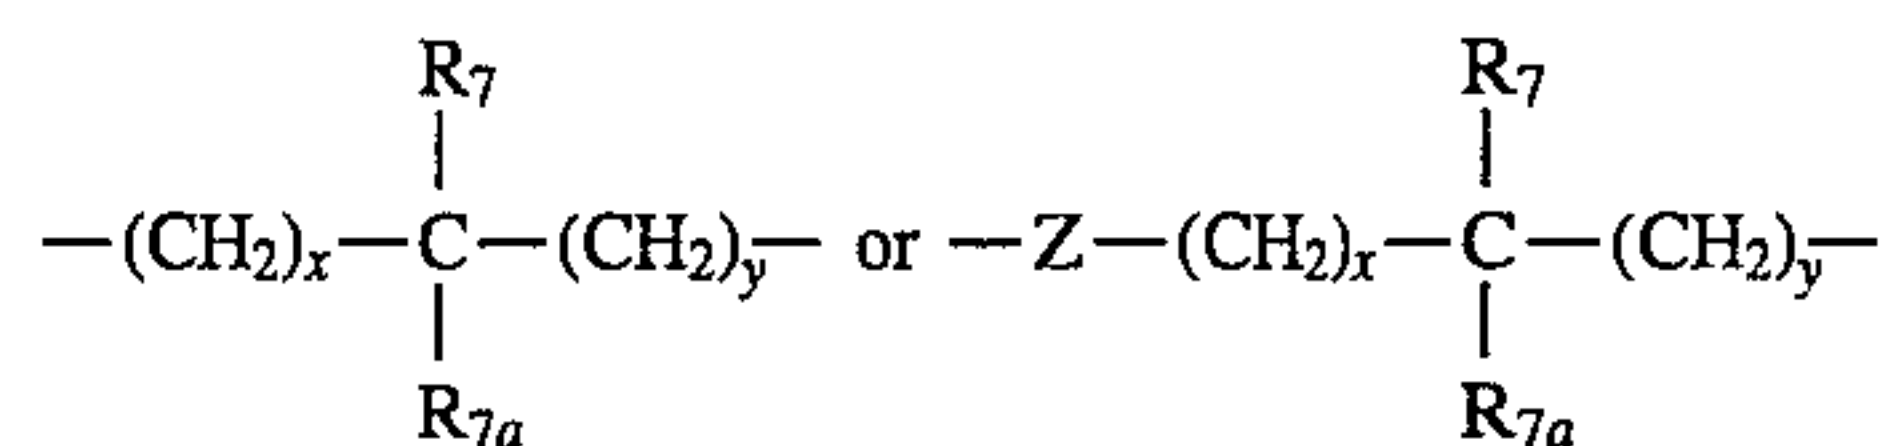 R7 R7
—(CH2)x—C—(CH2)y— or —Z—(CH2)x—C—(CH2)y—
R7a R7a